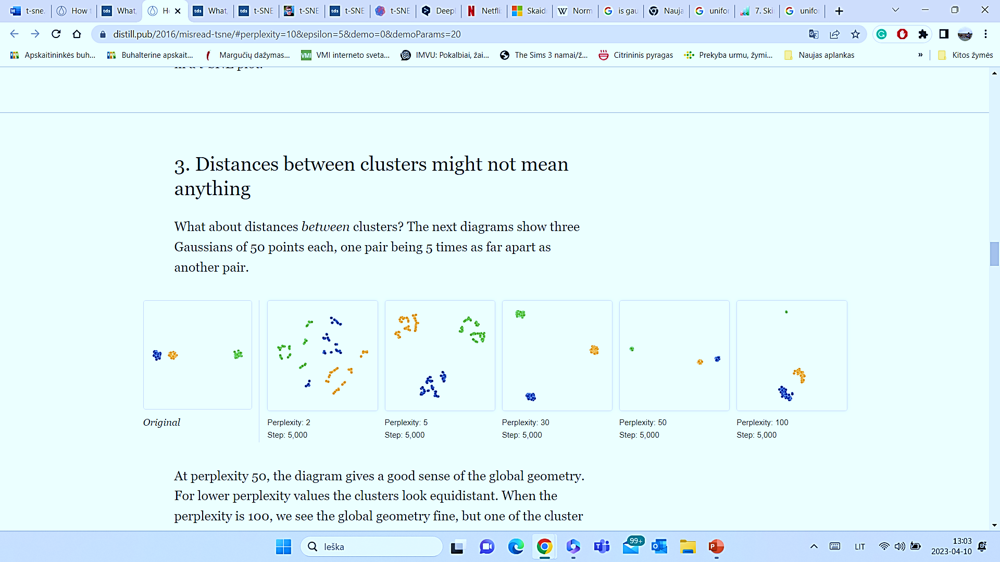 t-sne.
How t
What,
Ho
What,
t-SNE
t-SNE
t-SNE
t-SNE
Deepl
Netfli
Skaid
Norm
is gau
Nauja
unifor
7. Ski
unifor
distill.pub/2016/misread-tsne/#perplexity=10&epsilon=5&demo=0&demoParams=20
Apskaitininkės buh...
Buhalterine apskait...
Margučių dažymas...
VMI interneto sveta...
IMVU: Pokalbiai, žai...
The Sims 3 namai/ž...
Citrininis pyragas
Prekyba urmu, žymi...
Naujas aplankas
»
Kitos žymės
in a t-SNE plot.
3. Distances between clusters might not mean
anything
What about distances between clusters? The next diagrams show three
Gaussians of 50 points each, one pair being 5 times as far apart as
another pair.
Original
Perplexity: 2
Step: 5,000
Perplexity: 5
Step: 5,000
Perplexity: 30
Step: 5,000
Perplexity: 50
Step: 5,000
Perplexity: 100
Step: 5,000
At perplexity 50, the diagram gives a good sense of the global geometry.
For lower perplexity values the clusters look equidistant. When the
perplexity is 100, we see the global geometry fine, but one of the cluster
Ieška
99+
LIT
13:03
2023-04-10